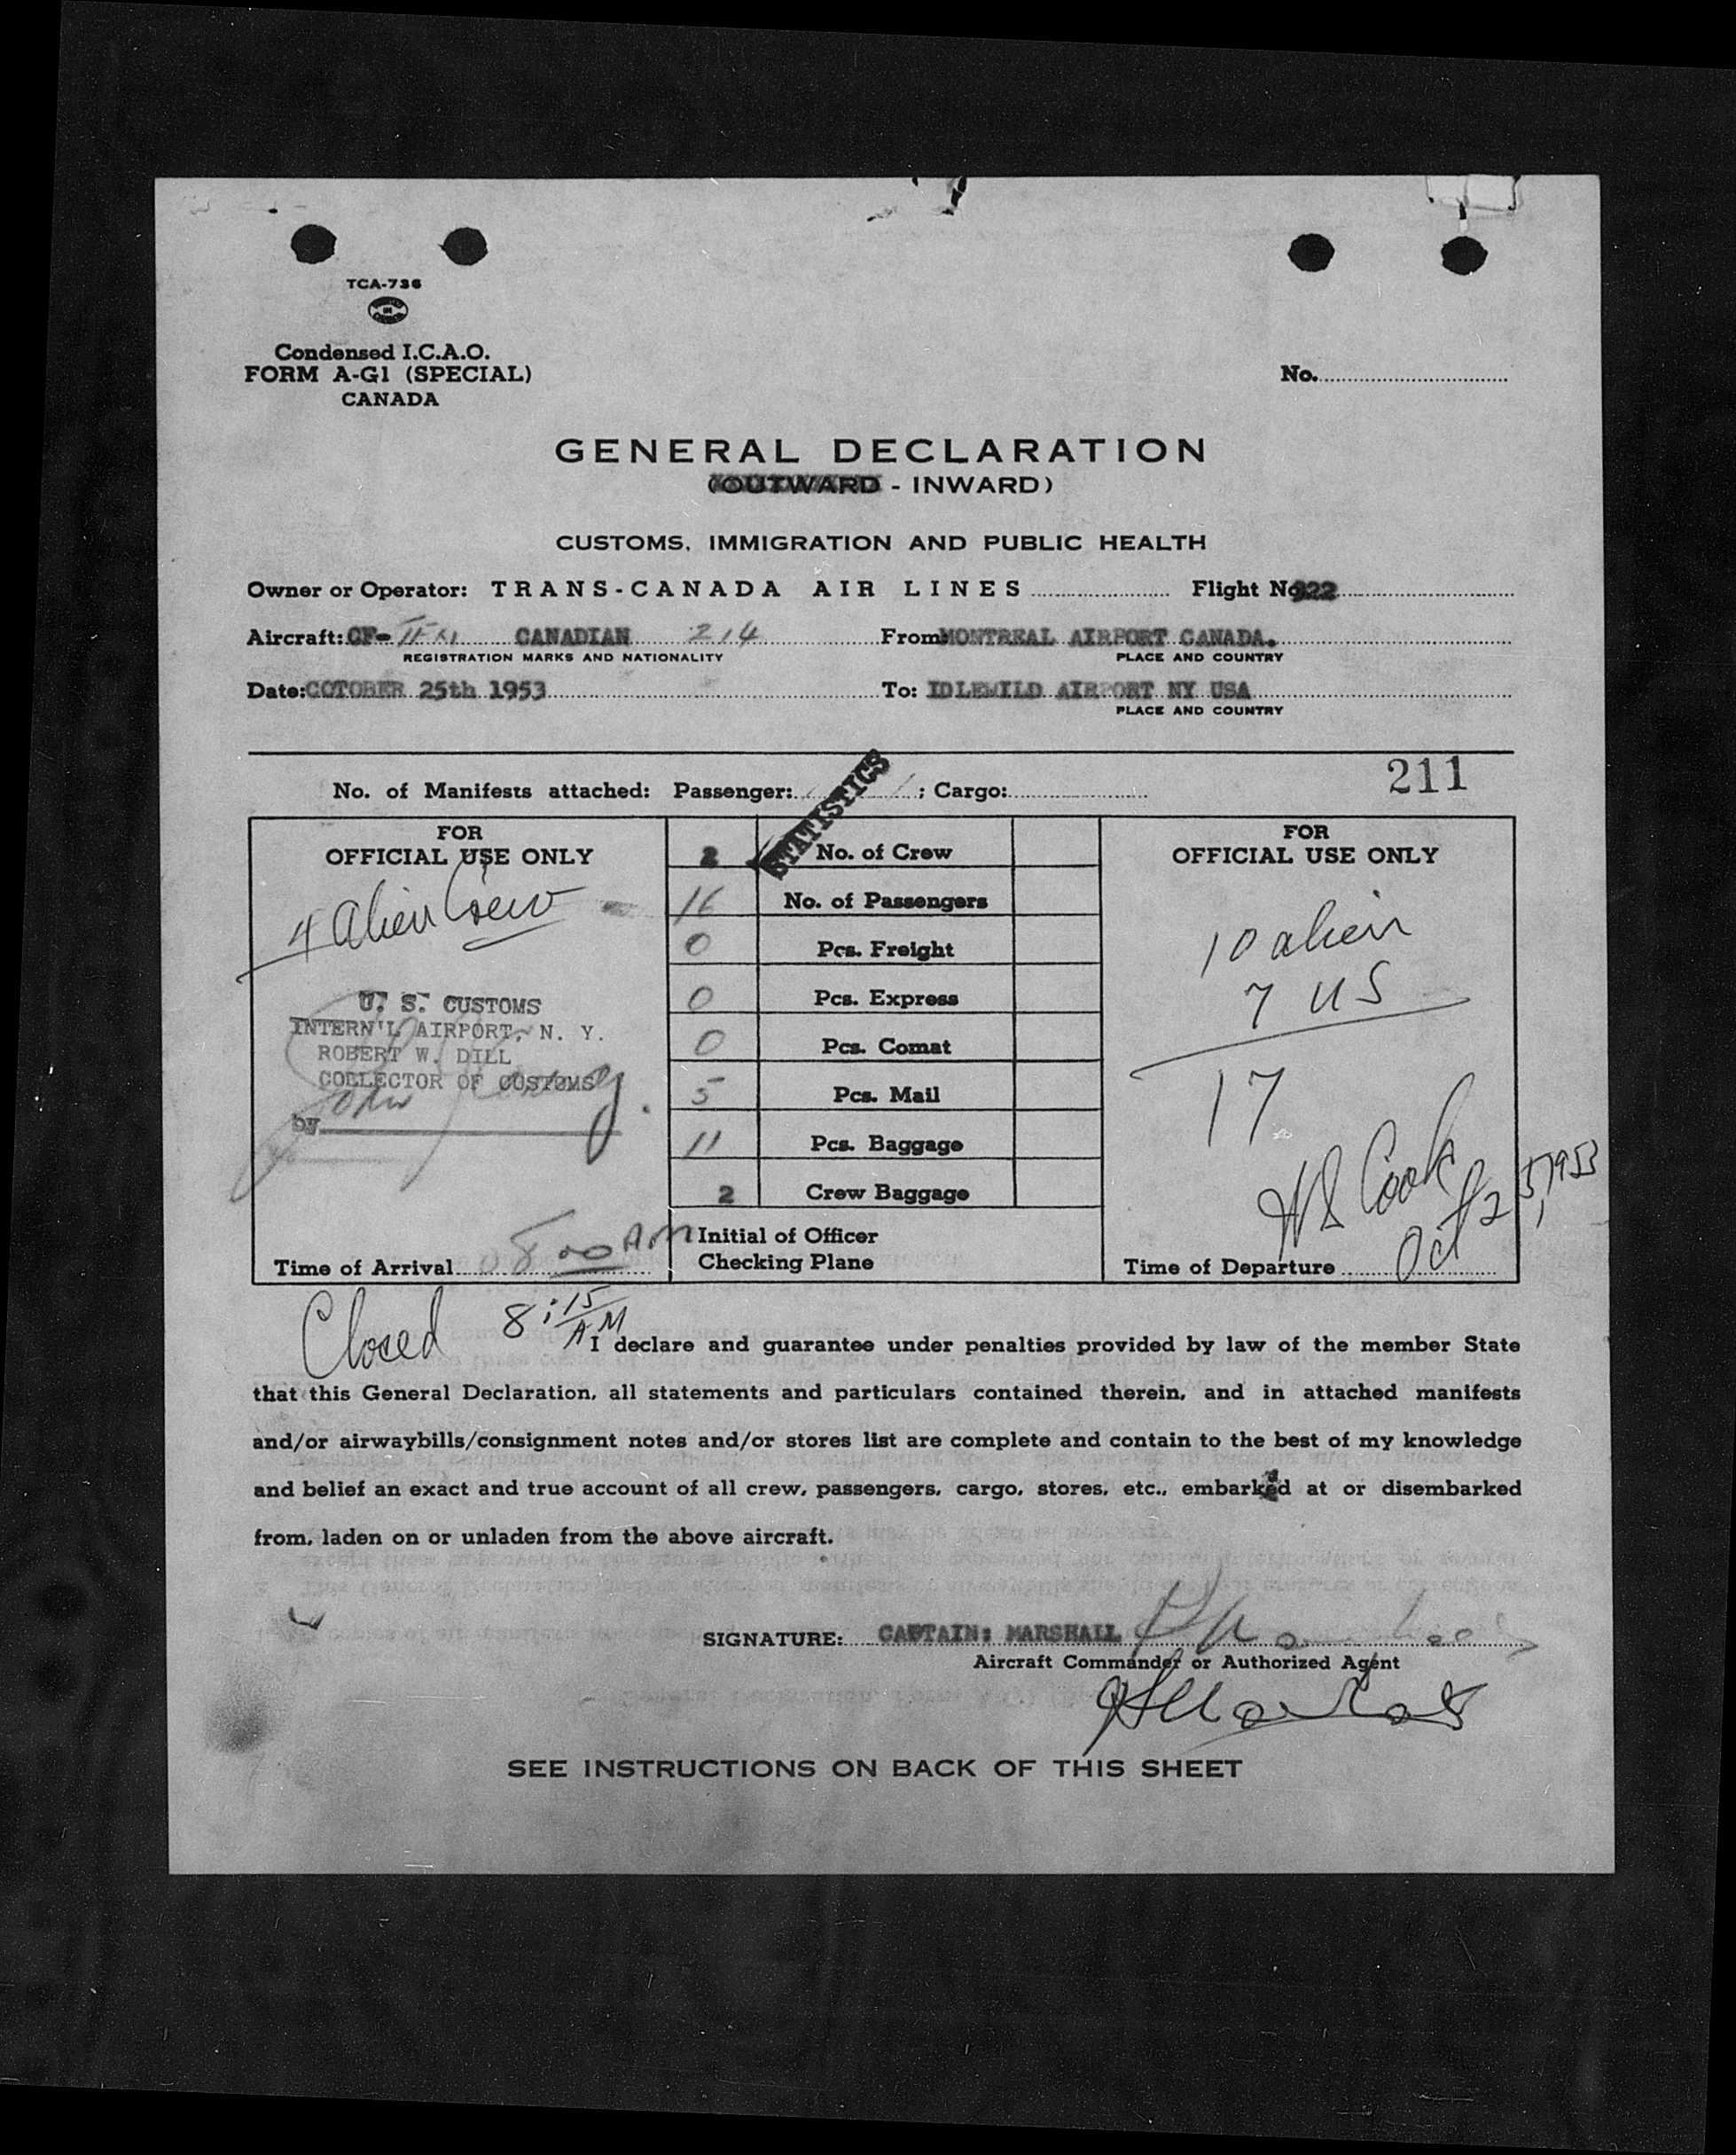 TCA-736
Condensed I.C.A.O.
FORM A-G1 (SPECIAL)
CANADA
No.
GENERAL DECLARATION
(OUTWARD - INWARD)
CUSTOMS, IMMIGRATION AND PUBLIC HEALTH
Owner or Operator: TRANS-CANADA AIR LINES Flight No 922
Aircraft: CF- CANADIAN 214 From MONTREAL AIRPORT CANADA.
REGISTRATION MARKS AND NATIONALITY PLACE AND COUNTRY
Date: OCTOBER 25th 1953 To: IDLEWILD AIRPORT NY USA
PLACE AND COUNTRY
211
No. of Manifests attached: Passenger: ; Cargo:
STATISTICS
FOR
OFFICIAL USE ONLY
4 alien Crew
U. S. CUSTOMS
INTERN'L AIRPORT, N. Y.
ROBERT W. DILL
COLLECTOR OF CUSTOMS
by
Time of Arrival 8 00 AM
2 No. of Crew
16 No. of Passengers
0 Pcs. Freight
0 Pcs. Express
0 Pcs. Comat
5 Pcs. Mail
11 Pcs. Baggage
2 Crew Baggage
Initial of Officer
Checking Plane
FOR
OFFICIAL USE ONLY
10 alien
7 US
17
HS Cook
Oct 25, 1953
Time of Departure
Closed 8:15 AM
I declare and guarantee under penalties provided by law of the member State
that this General Declaration, all statements and particulars contained therein, and in attached manifests
and/or airwaybills/consignment notes and/or stores list are complete and contain to the best of my knowledge
and belief an exact and true account of all crew, passengers, cargo, stores, etc., embarked at or disembarked
from, laden on or unladen from the above aircraft.
SIGNATURE: CAPTAIN: MARSHALL
Aircraft Commander or Authorized Agent
SEE INSTRUCTIONS ON BACK OF THIS SHEET